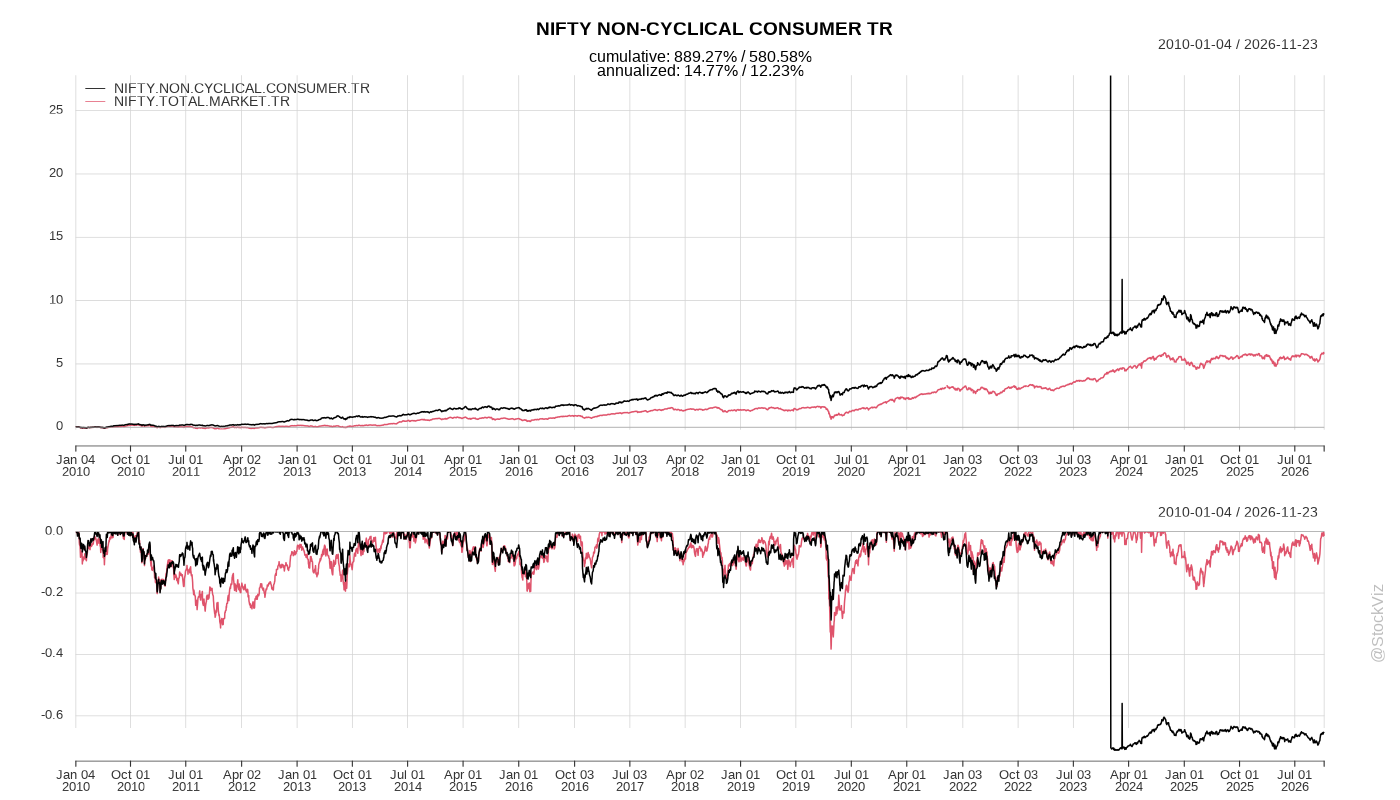 NIFTY NON-CYCLICAL CONSUMER TR
2010-01-04 / 2026-11-23
cumulative: 889.27% / 580.58%
annualized: 14.77% / 12.23%
NIFTY.NON.CYCLICAL.CONSUMER.TR
NIFTY.TOTAL.MARKET.TR
25
20
15
10
5
0
Jan 04 Oct 01 Jul 01 Apr 02 Jan 01 Oct 01 Jul 01 Apr 01 Jan 01 Oct 03 Jul 03 Apr 02 Jan 01 Oct 01 Jul 01 Apr 01 Jan 03 Oct 03 Jul 03 Apr 01 Jan 01 Oct 01 Jul 01
2010 2010 2011 2012 2013 2013 2014 2015 2016 2016 2017 2018 2019 2019 2020 2021 2022 2022 2023 2024 2025 2025 2026
2010-01-04 / 2026-11-23
0.0
-0.2
-0.4
-0.6
Jan 04 Oct 01 Jul 01 Apr 02 Jan 01 Oct 01 Jul 01 Apr 01 Jan 01 Oct 03 Jul 03 Apr 02 Jan 01 Oct 01 Jul 01 Apr 01 Jan 03 Oct 03 Jul 03 Apr 01 Jan 01 Oct 01 Jul 01
2010 2010 2011 2012 2013 2013 2014 2015 2016 2016 2017 2018 2019 2019 2020 2021 2022 2022 2023 2024 2025 2025 2026
@StockViz